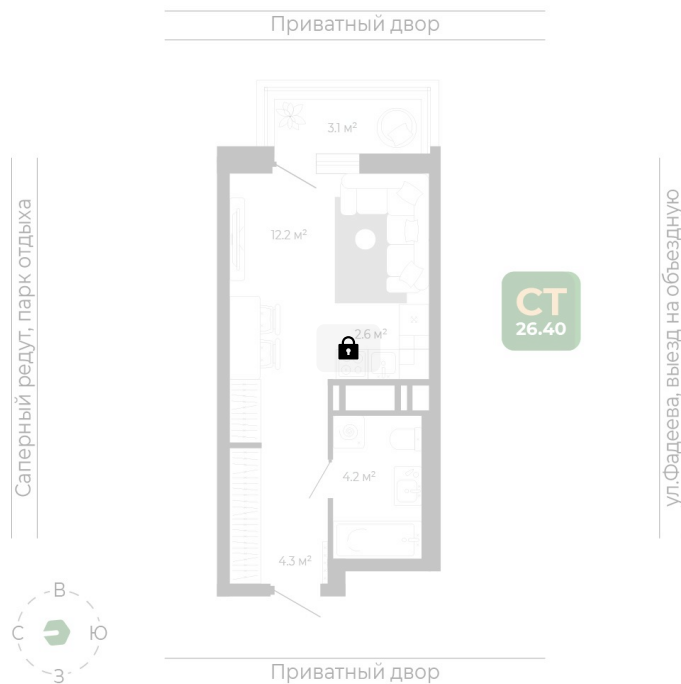 Приватный двор
3.1 м²
12.2 м²
2.6 м²
4.2 м²
4.3 м²
Саперный редут, парк отдыха
ул.Фадеева, выезд на объездную
СТ
26.40
В
С
Ю
З
Приватный двор